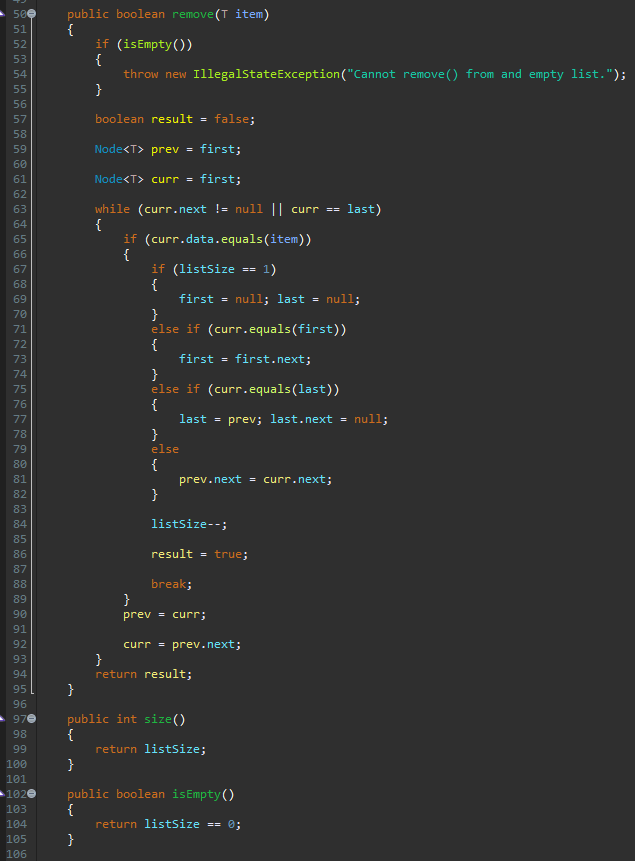 49
50 public boolean remove(T item)
51 {
52 if (isEmpty())
53 {
54 throw new IllegalStateException("Cannot remove() from and empty list.");
55 }
56
57 boolean result = false;
58
59 Node<T> prev = first;
60
61 Node<T> curr = first;
62
63 while (curr.next != null || curr == last)
64 {
65 if (curr.data.equals(item))
66 {
67 if (listSize == 1)
68 {
69 first = null; last = null;
70 }
71 else if (curr.equals(first))
72 {
73 first = first.next;
74 }
75 else if (curr.equals(last))
76 {
77 last = prev; last.next = null;
78 }
79 else
80 {
81 prev.next = curr.next;
82 }
83
84 listSize--;
85
86 result = true;
87
88 break;
89 }
90 prev = curr;
91
92 curr = prev.next;
93 }
94 return result;
95 }
96
97 public int size()
98 {
99 return listSize;
100 }
101
102 public boolean isEmpty()
103 {
104 return listSize == 0;
105 }
106